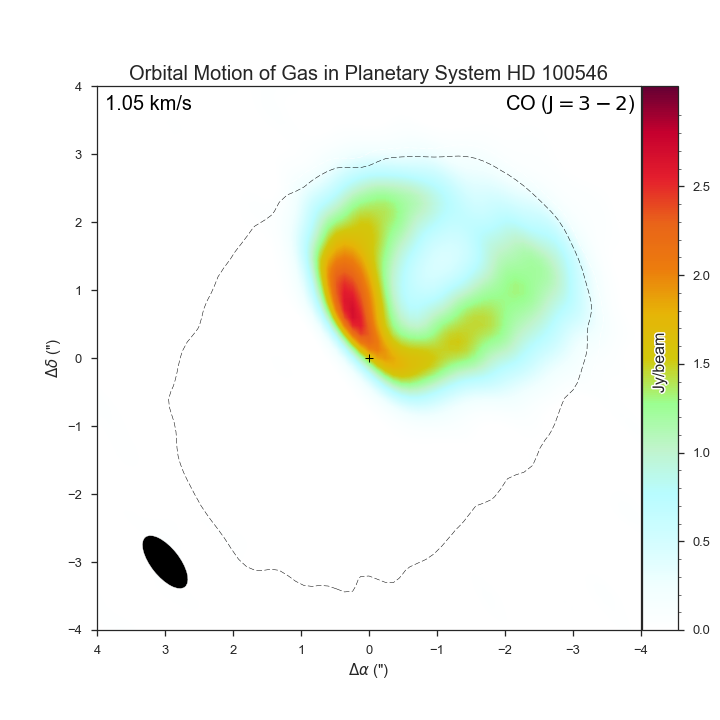 Orbital Motion of Gas in Planetary System HD 100546
1.05 km/s
CO (J = 3 − 2)
4
3
2
1
0
−1
−2
−3
−4
Δδ (")
4 3 2 1 0 −1 −2 −3 −4
Δα (")
2.5
2.0
1.5
1.0
0.5
0.0
Jy/beam